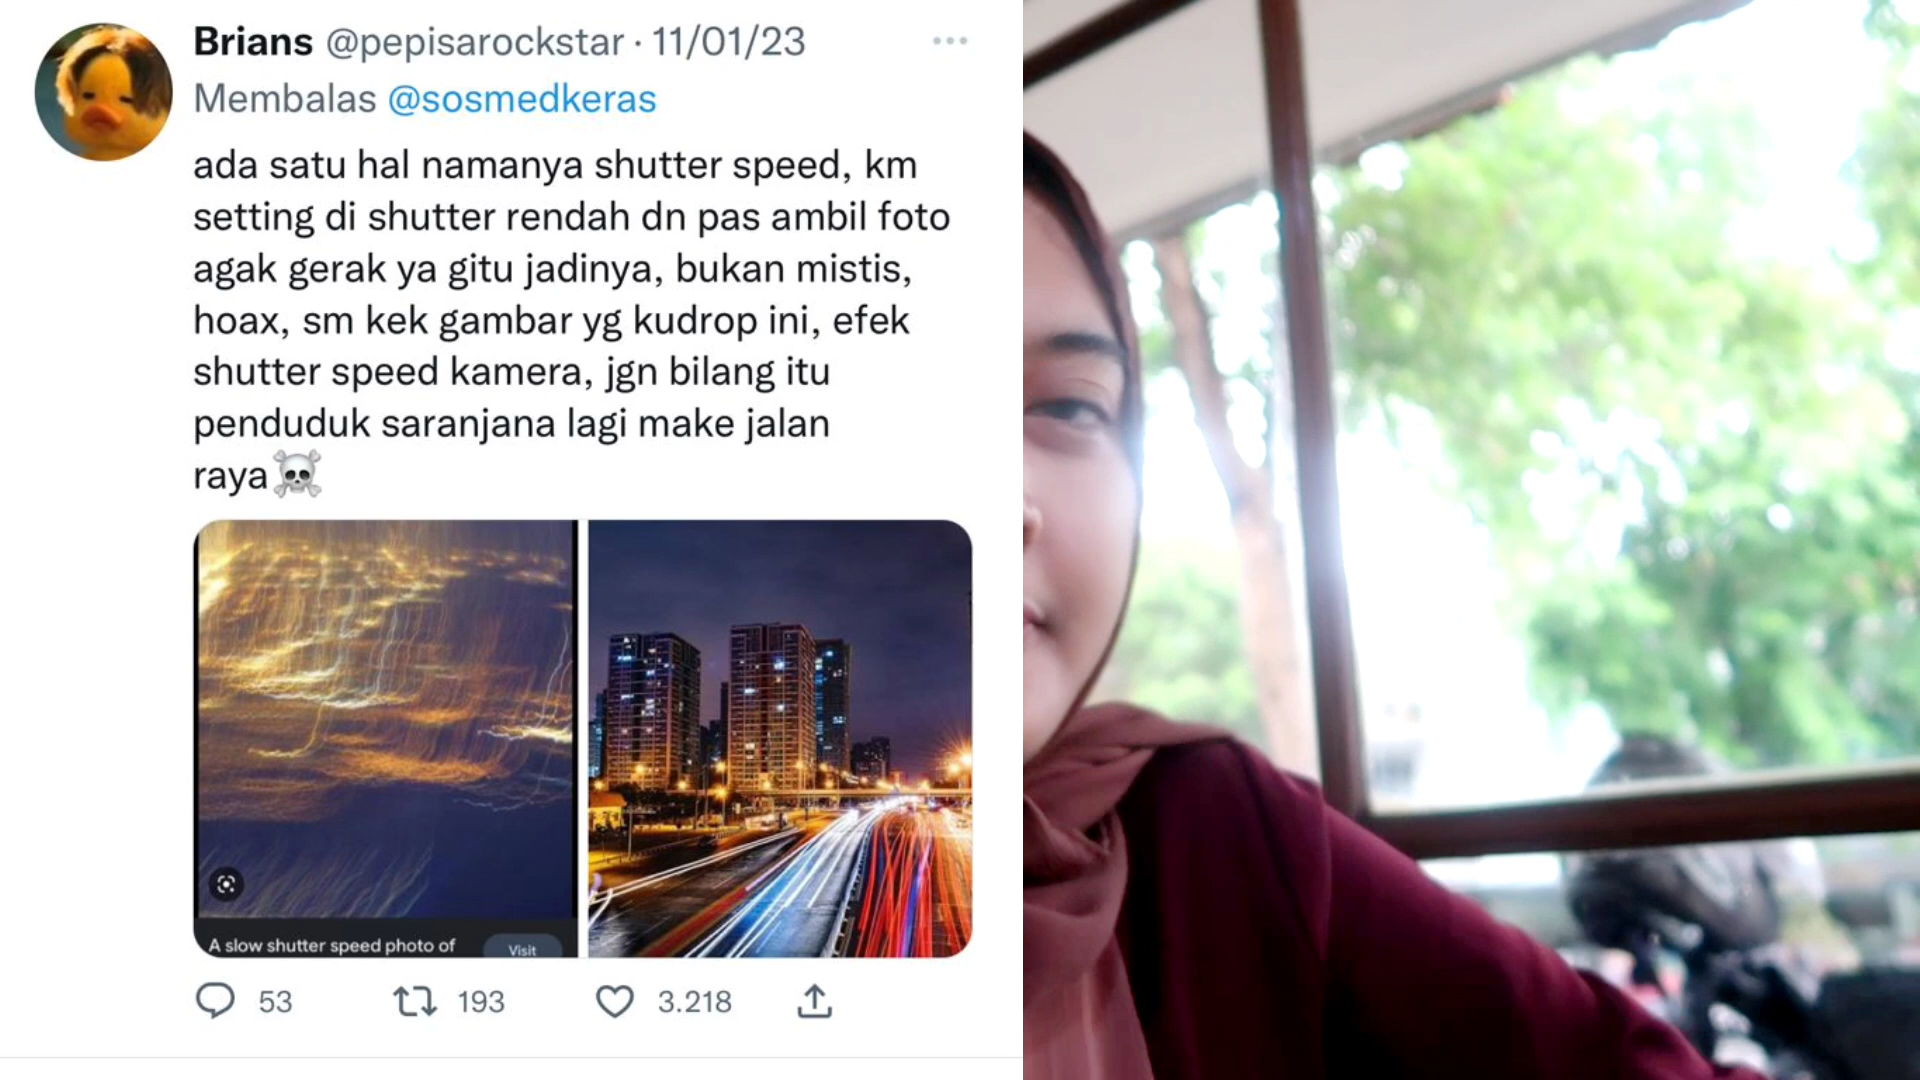 Brians @pepisarockstar · 11/01/23
Membalas @sosmedkeras
ada satu hal namanya shutter speed, km
setting di shutter rendah dn pas ambil foto
agak gerak ya gitu jadinya, bukan mistis,
hoax, sm kek gambar yg kudrop ini, efek
shutter speed kamera, jgn bilang itu
penduduk saranjana lagi make jalan
raya☠️
A slow shutter speed photo of
Visit
53 193 3.218